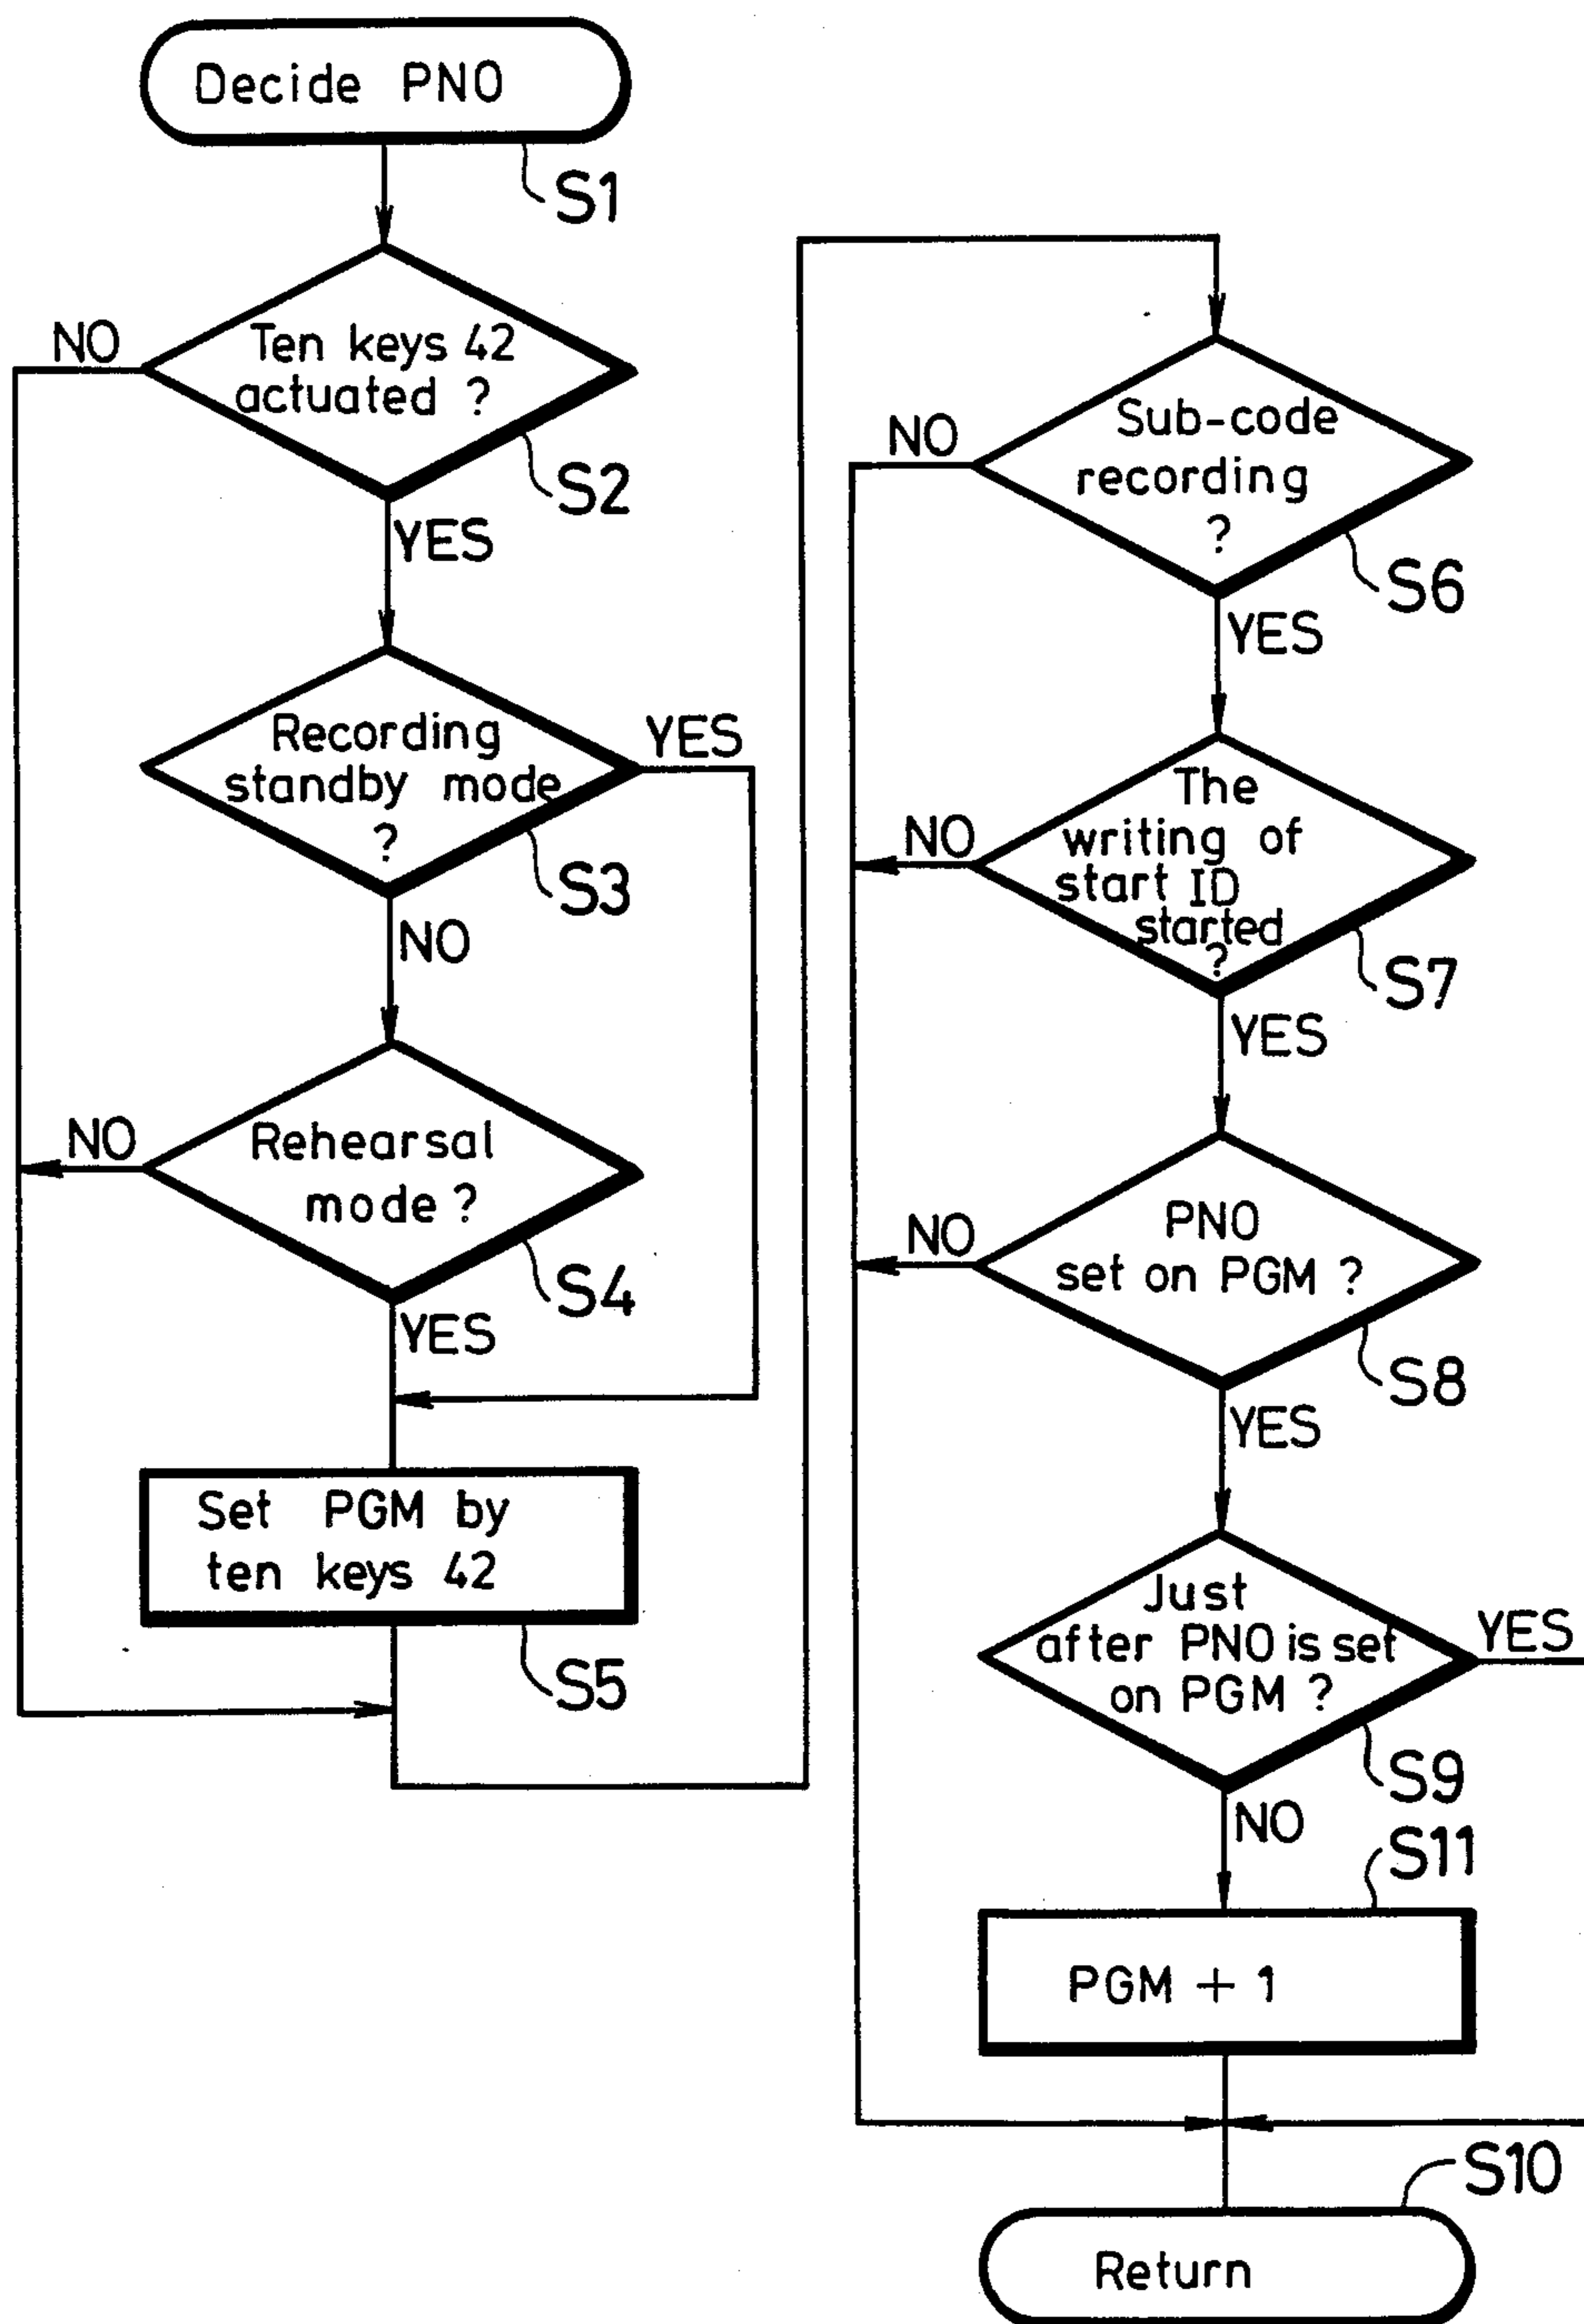 Decide PNO
S1
Ten keys 42
actuated ?
NO
S2
YES
Recording
standby mode
?
YES
S3
NO
Rehearsal
mode ?
NO
S4
YES
Set PGM by
ten keys 42
S5
Sub-code
recording
?
NO
S6
YES
The
writing of
start ID
started
?
NO
S7
YES
PNO
set on PGM ?
NO
S8
YES
Just
after PNO is set
on PGM ?
YES
S9
NO
S11
PGM + 1
S10
Return